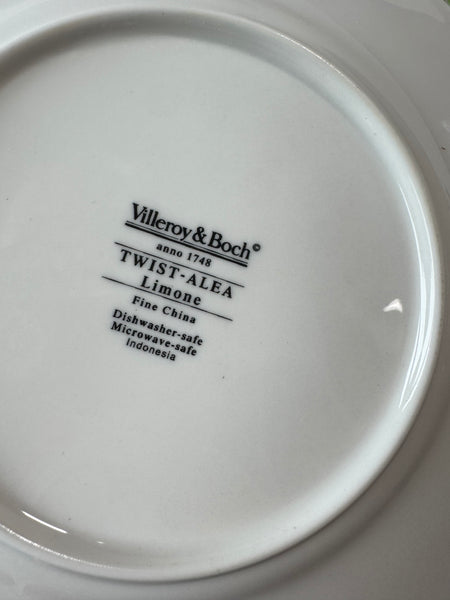 Villeroy & Boch©
anno 1748
TWIST-ALEA
Limone
Fine China
Dishwasher-safe
Microwave-safe
Indonesia